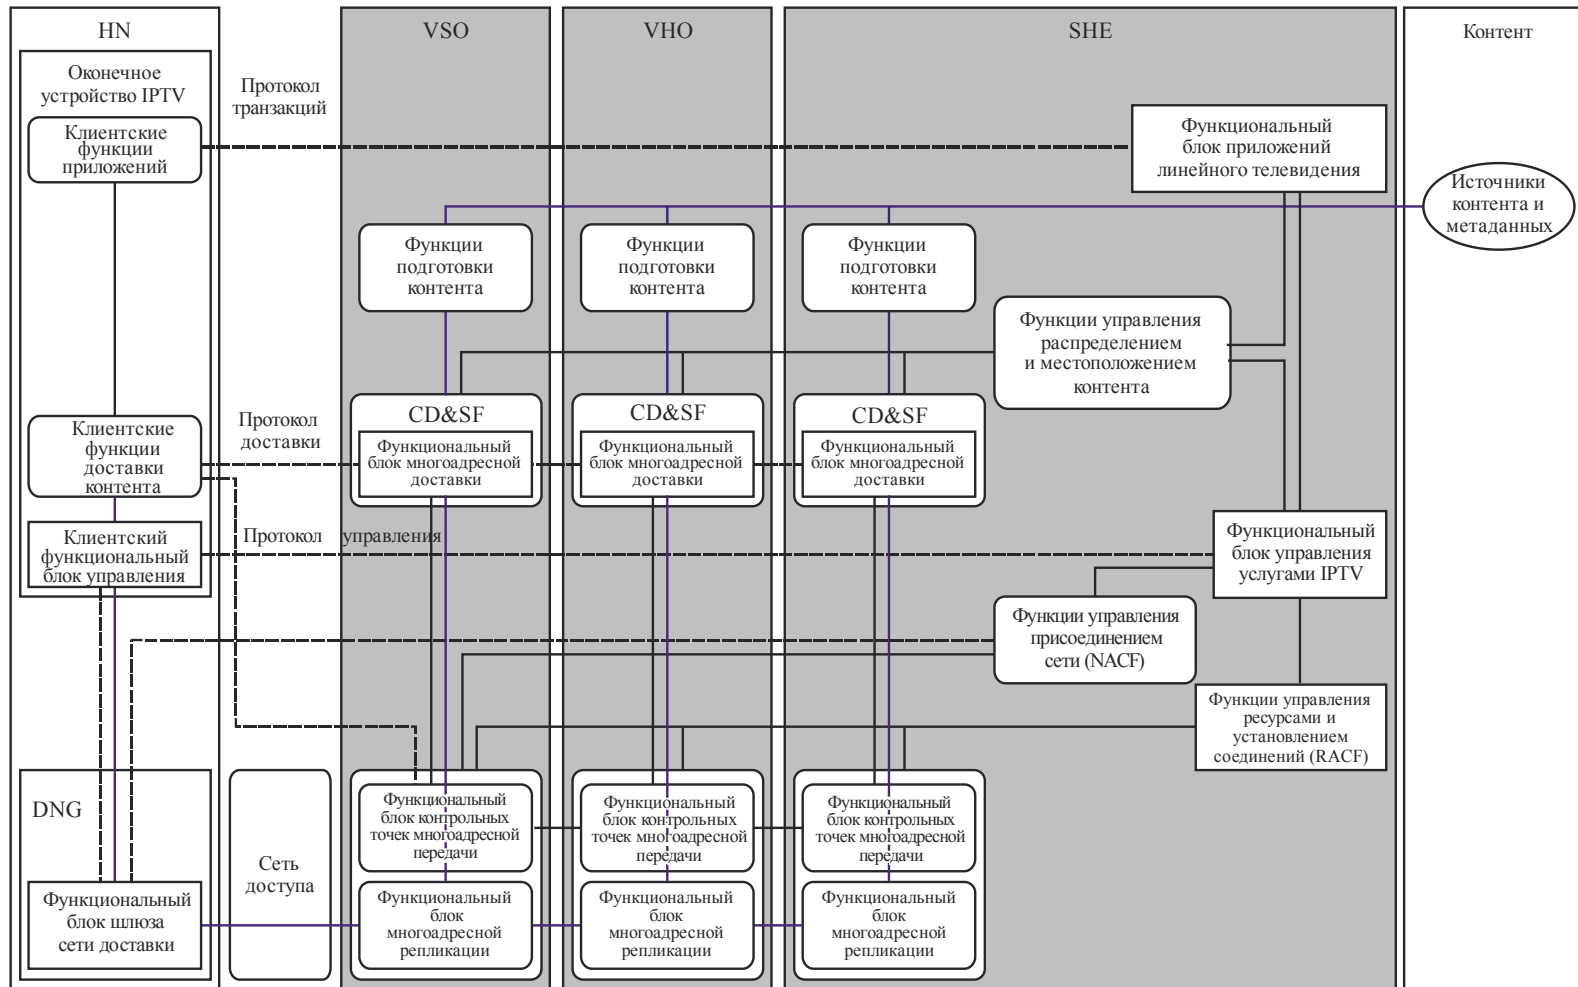 HN
VSO
VHO
SHE
Контент
Оконечное
устройство IPTV
Протокол
транзакций
Клиентские
функции
приложений
Функциональный
блок приложений
линейного телевидения
Источники
контента и
метаданных
Функции
подготовки
контента
Функции
подготовки
контента
Функции
подготовки
контента
Функции управления
распределением
и местоположением
контента
Клиентские
функции
доставки
контента
Протокол
доставки
CD&SF
Функциональный
блок многоадресной
доставки
CD&SF
Функциональный
блок многоадресной
доставки
CD&SF
Функциональный
блок многоадресной
доставки
Клиентский
функциональный
блок управления
Протокол управления
Функциональный
блок управления
услугами IPTV
Функции управления
присоединением
сети (NACF)
Функции управления
ресурсами и
установлением
соединений (RACF)
DNG
Сеть
доступа
Функциональный
блок контрольных
точек многоадресной
передачи
Функциональный
блок контрольных
точек многоадресной
передачи
Функциональный
блок контрольных
точек многоадресной
передачи
Функциональный
блок шлюза
сети доставки
Функциональный
блок
многоадресной
репликации
Функциональный
блок
многоадресной
репликации
Функциональный
блок
многоадресной
репликации